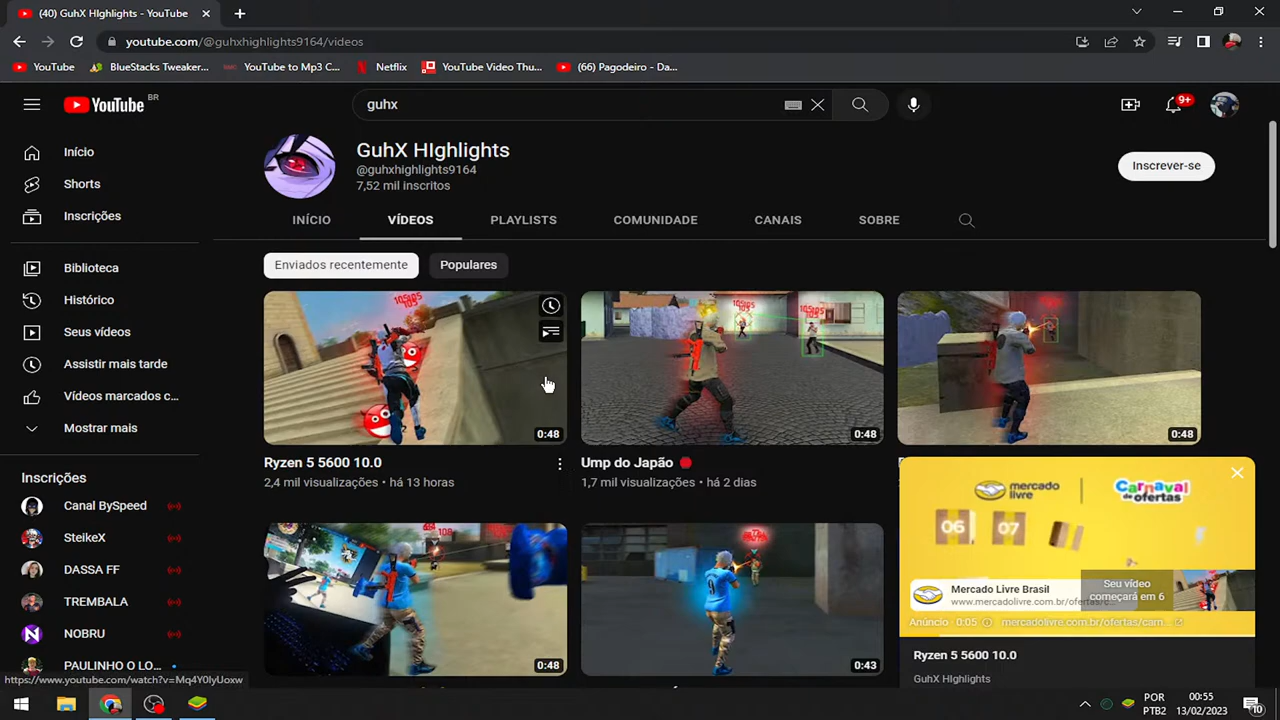 (40) GuhX HIghlights - YouTube
youtube.com/@guhxhighlights9164/videos
YouTube
BlueStacks Tweaker...
YouTube to Mp3 C...
Netflix
YouTube Video Thu...
(66) Pagodeiro - Da...
YouTube BR
guhx
9+
GuhX HIghlights
@guhxhighlights9164
7,52 mil inscritos
Inscrever-se
INÍCIO
VÍDEOS
PLAYLISTS
COMUNIDADE
CANAIS
SOBRE
Início
Shorts
Inscrições
Biblioteca
Histórico
Seus vídeos
Assistir mais tarde
Vídeos marcados c...
Mostrar mais
Inscrições
Canal BySpeed
SteikeX
DASSA FF
TREMBALA
NOBRU
PAULINHO O LO...
Enviados recentemente
Populares
0:48
0:48
0:48
Ryzen 5 5600 10.0
2,4 mil visualizações • há 13 horas
Ump do Japão
1,7 mil visualizações • há 2 dias
0:48
0:43
mercado livre
Carnaval de ofertas
06
07
Mercado Livre Brasil
www.mercadolivre.com.br/ofertas/c...
Seu vídeo
começará em 6
Anúncio · 0:05
mercadolivre.com.br/ofertas/carn...
Ryzen 5 5600 10.0
GuhX HIghlights
https://www.youtube.com/watch?v=Mq4Y0lyUoxw
POR
PTB2
00:55
13/02/2023
10